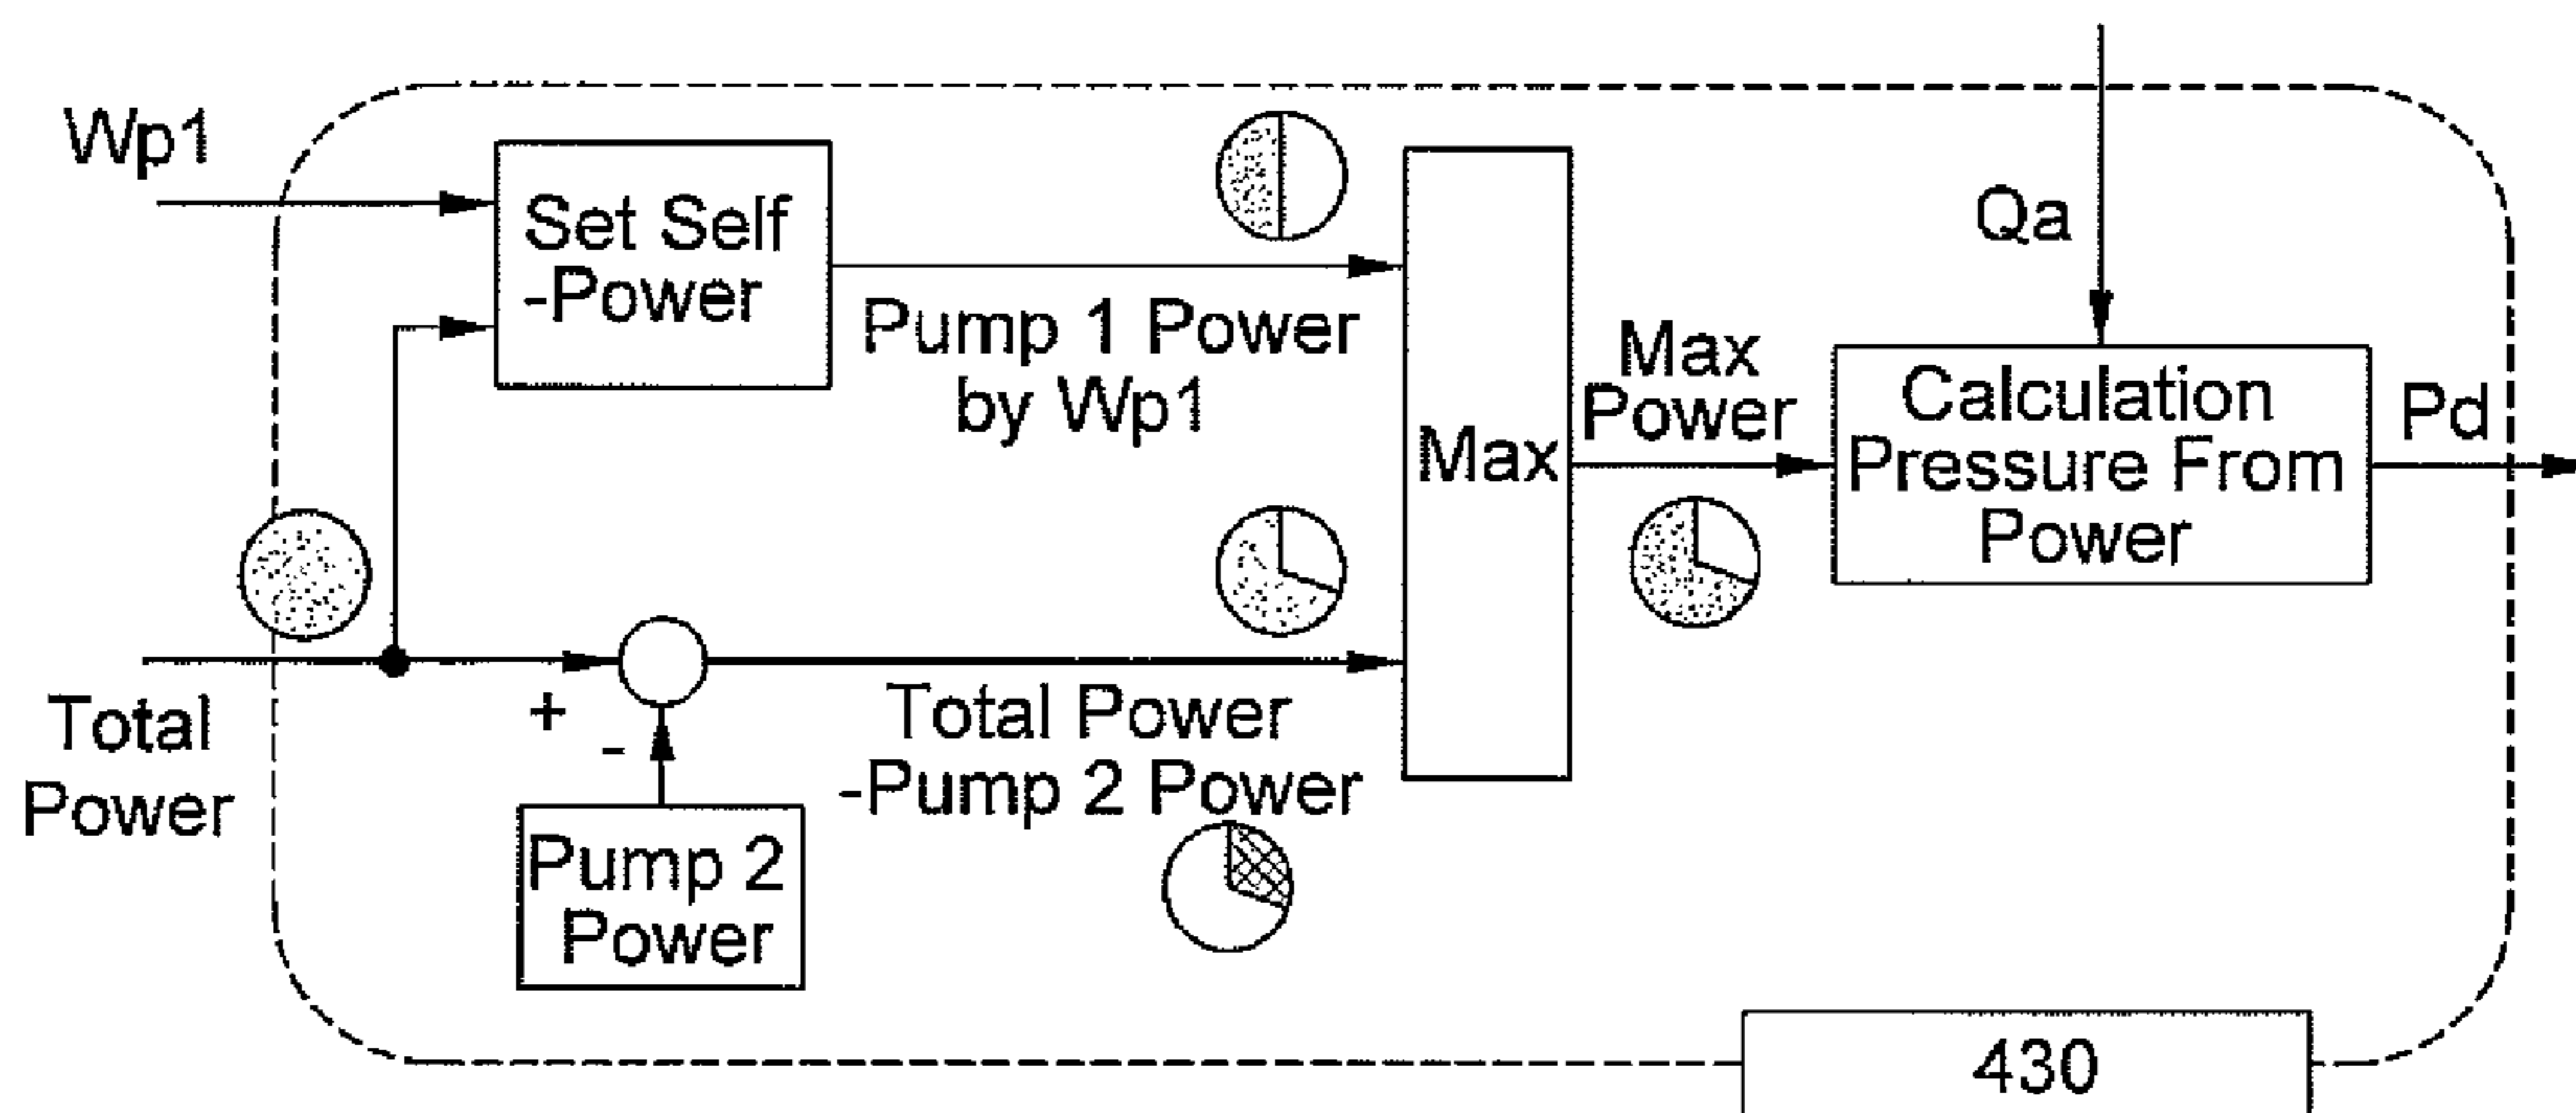 Wp1
Set Self
-Power
Pump 1 Power
by Wp1
Qa
Max
Max
Power
Calculation
Pressure From
Power
Pd
Total
Power
+
-
Total Power
-Pump 2 Power
Pump 2
Power
430